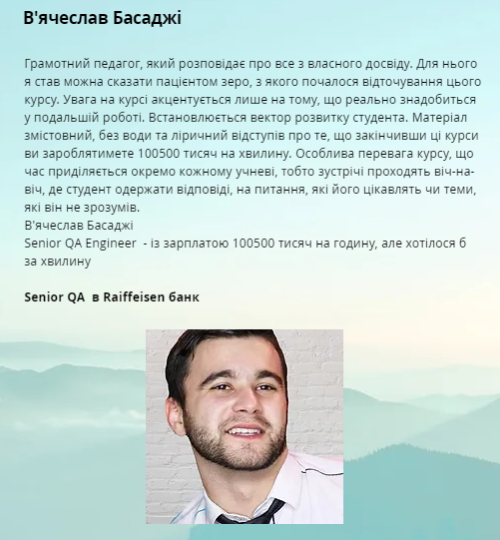 В'ячеслав Басаджі
Грамотний педагог, який розповідає про все з власного досвіду. Для нього
я став можна сказати пацієнтом зеро, з якого почалося відточування цього
курсу. Увага на курсі акцентується лише на тому, що реально знадобиться
у подальшій роботі. Встановлюється вектор розвитку студента. Матеріал
змістовний, без води та ліричний відступів про те, що закінчивши ці курси
ви зароблятимете 100500 тисяч на хвилину. Особлива перевага курсу, що
час приділяється окремо кожному учневі, тобто зустрічі проходять віч-на-
віч, де студент одержати відповіді, на питання, які його цікавлять чи теми,
які він не зрозумів.
В'ячеслав Басаджі
Senior QA Engineer - із зарплатою 100500 тисяч на годину, але хотілося б
за хвилину
Senior QA в Raiffeisen банк